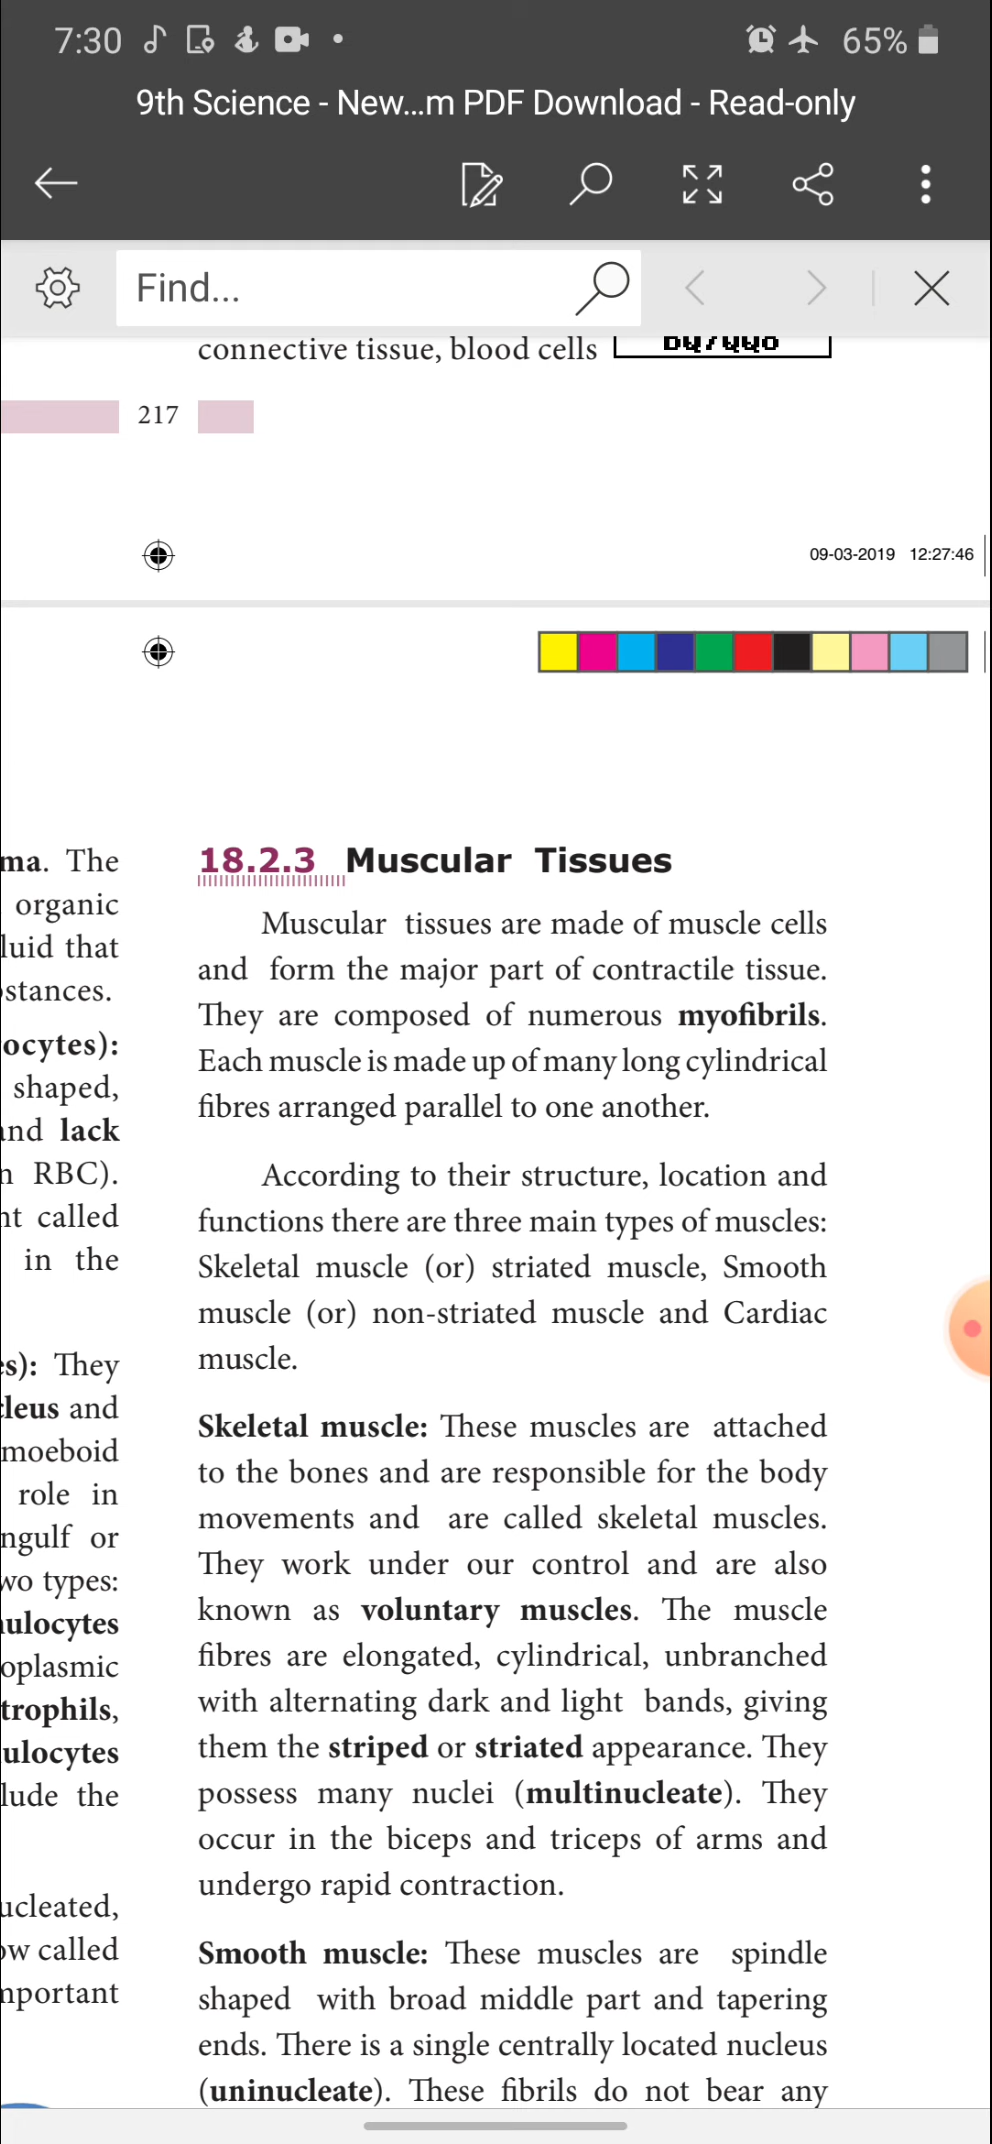 7:30
65%
9th Science - New...m PDF Download - Read-only
Find...
connective tissue, blood cells
217
09-03-2019 12:27:46
ma. The
organic
luid that
stances.
ocytes):
shaped,
and lack
n RBC).
nt called
in the
es): They
cleus and
moeboid
role in
ngulf or
wo types:
ulocytes
oplasmic
trophils,
ulocytes
lude the
ucleated,
ow called
mportant
18.2.3 Muscular Tissues
Muscular tissues are made of muscle cells
and form the major part of contractile tissue.
They are composed of numerous myofibrils.
Each muscle is made up of many long cylindrical
fibres arranged parallel to one another.
According to their structure, location and
functions there are three main types of muscles:
Skeletal muscle (or) striated muscle, Smooth
muscle (or) non-striated muscle and Cardiac
muscle.
Skeletal muscle: These muscles are attached
to the bones and are responsible for the body
movements and are called skeletal muscles.
They work under our control and are also
known as voluntary muscles. The muscle
fibres are elongated, cylindrical, unbranched
with alternating dark and light bands, giving
them the striped or striated appearance. They
possess many nuclei (multinucleate). They
occur in the biceps and triceps of arms and
undergo rapid contraction.
Smooth muscle: These muscles are spindle
shaped with broad middle part and tapering
ends. There is a single centrally located nucleus
(uninucleate). These fibrils do not bear any